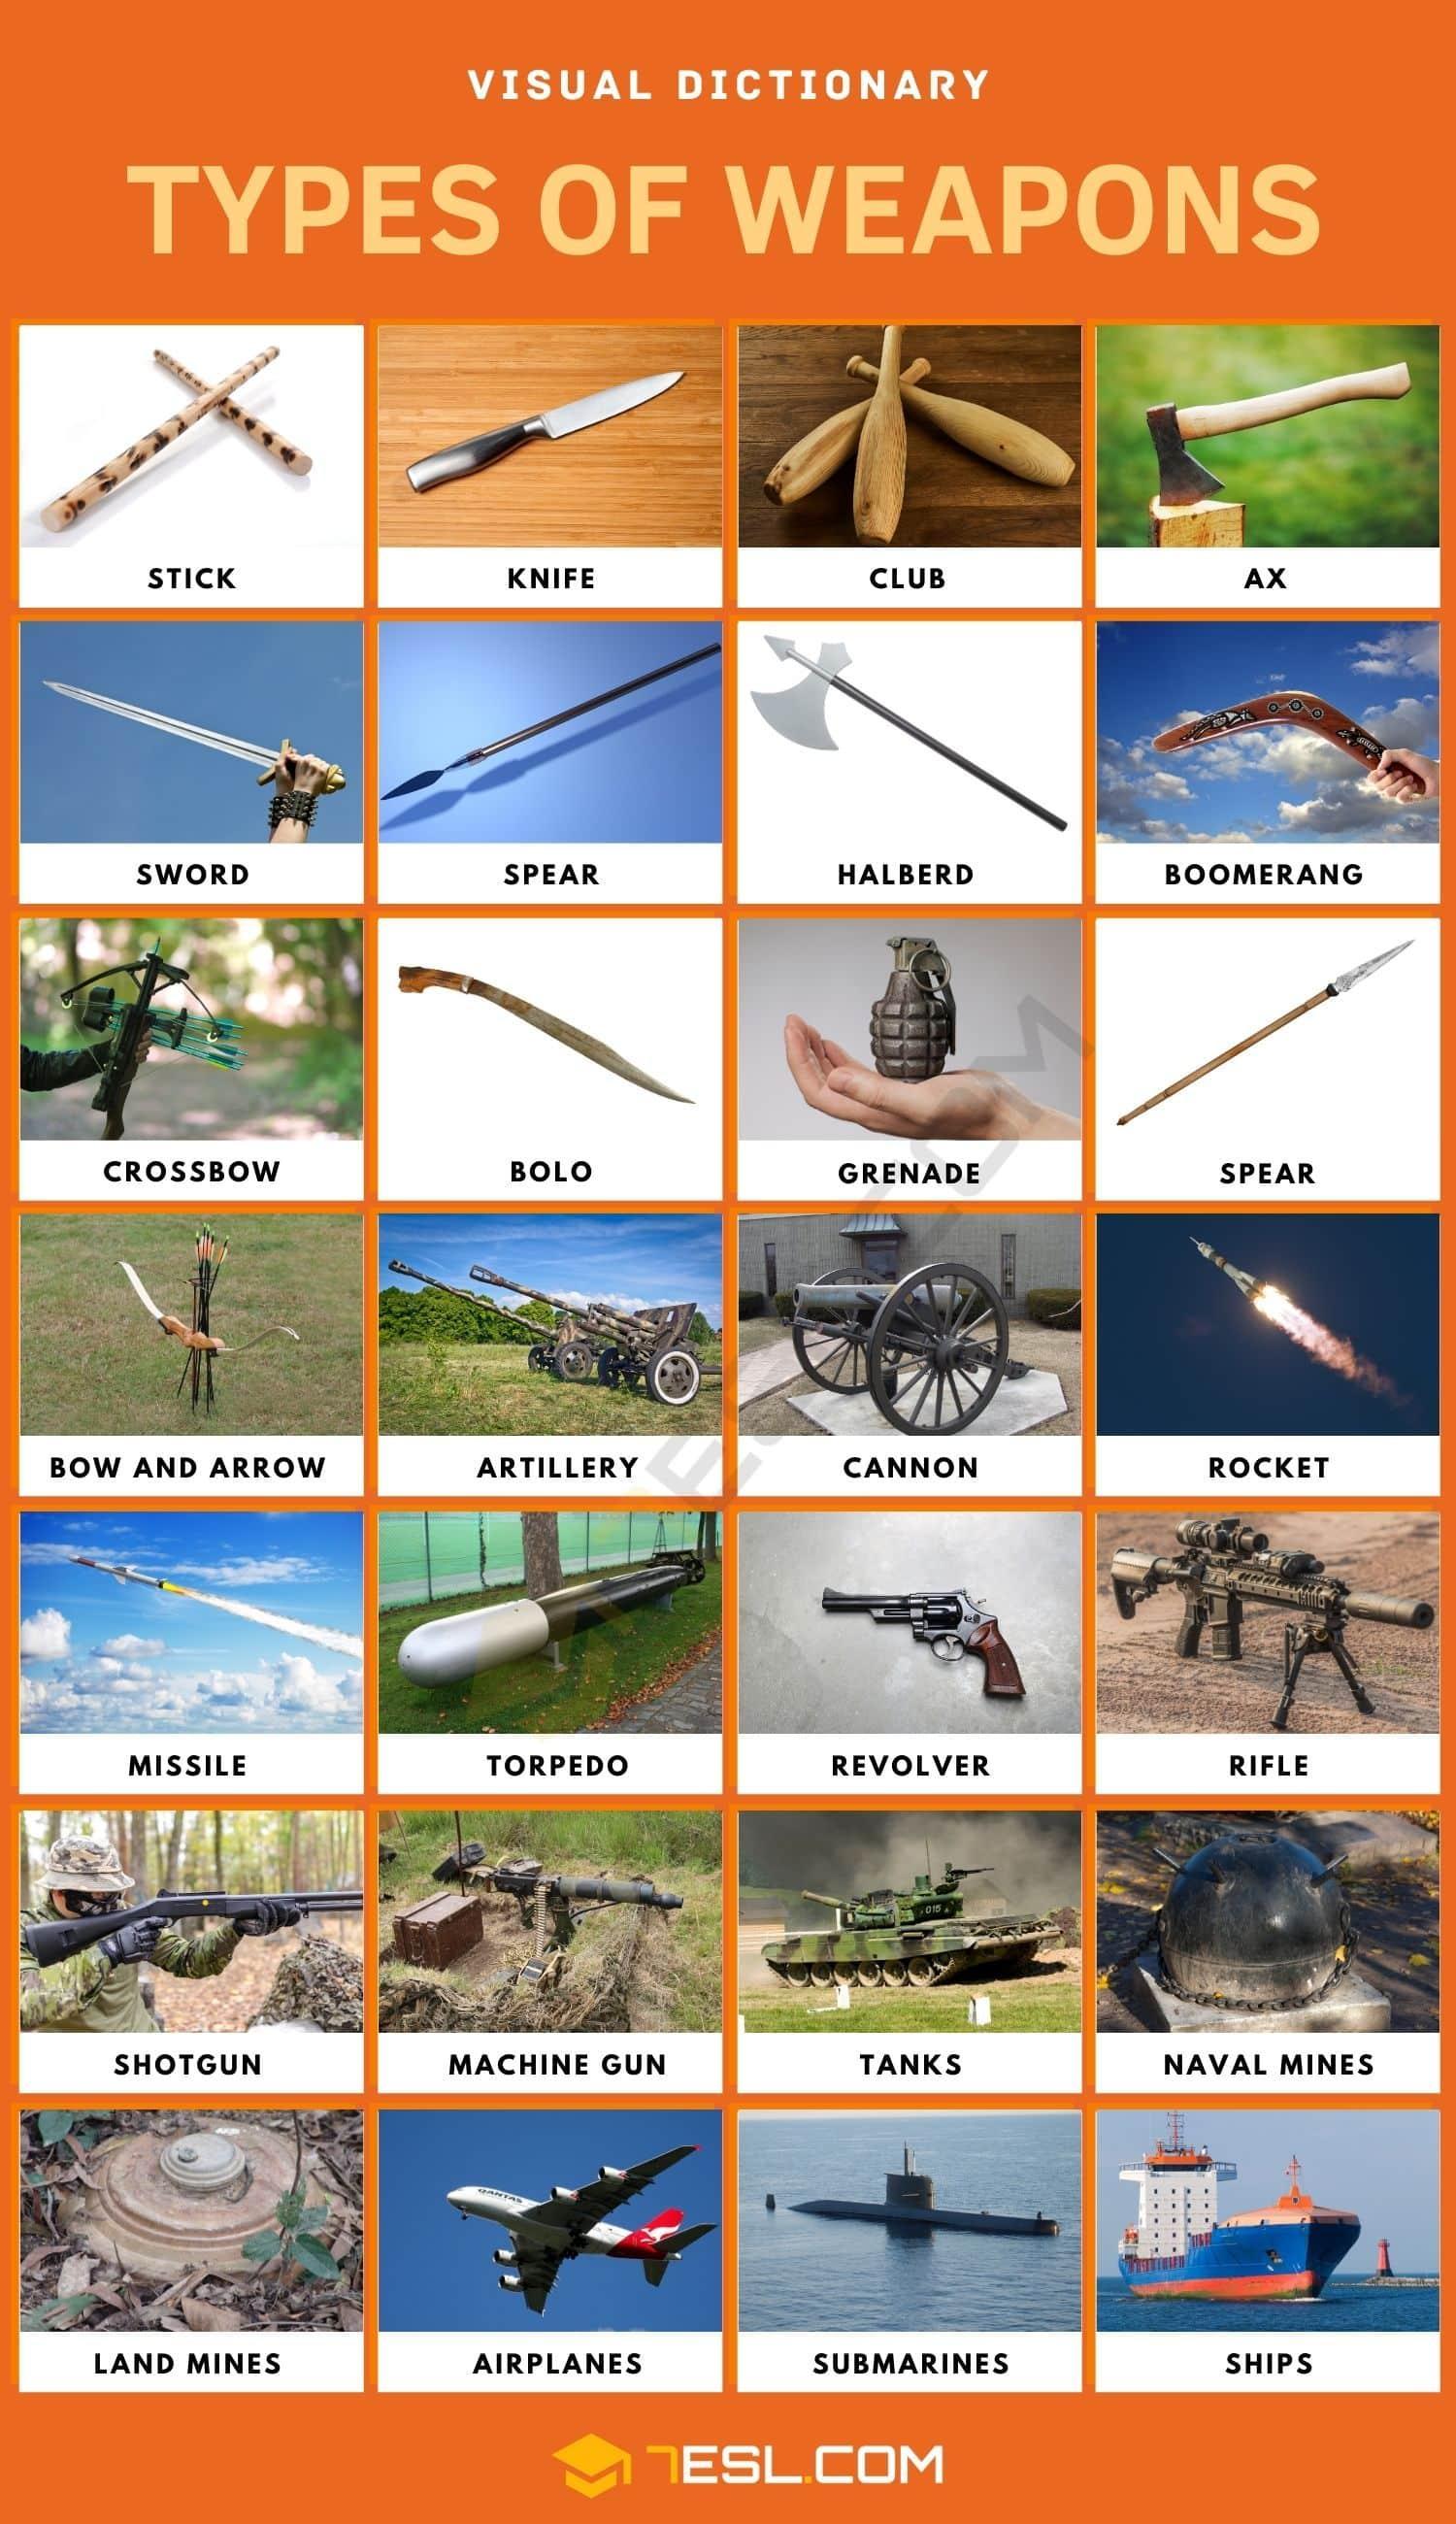 VISUAL DICTIONARY
TYPES OF WEAPONS
STICK
KNIFE
CLUB
AX
SWORD
SPEAR
HALBERD
BOOMERANG
CROSSBOW
BOLO
GRENADE
SPEAR
BOW AND ARROW
ARTILLERY
CANNON
ROCKET
MISSILE
TORPEDO
REVOLVER
RIFLE
015
SHOTGUN
MACHINE GUN
TANKS
NAVAL MINES
QANTAS
LAND MINES
AIRPLANES
SUBMARINES
SHIPS
7ESL.COM